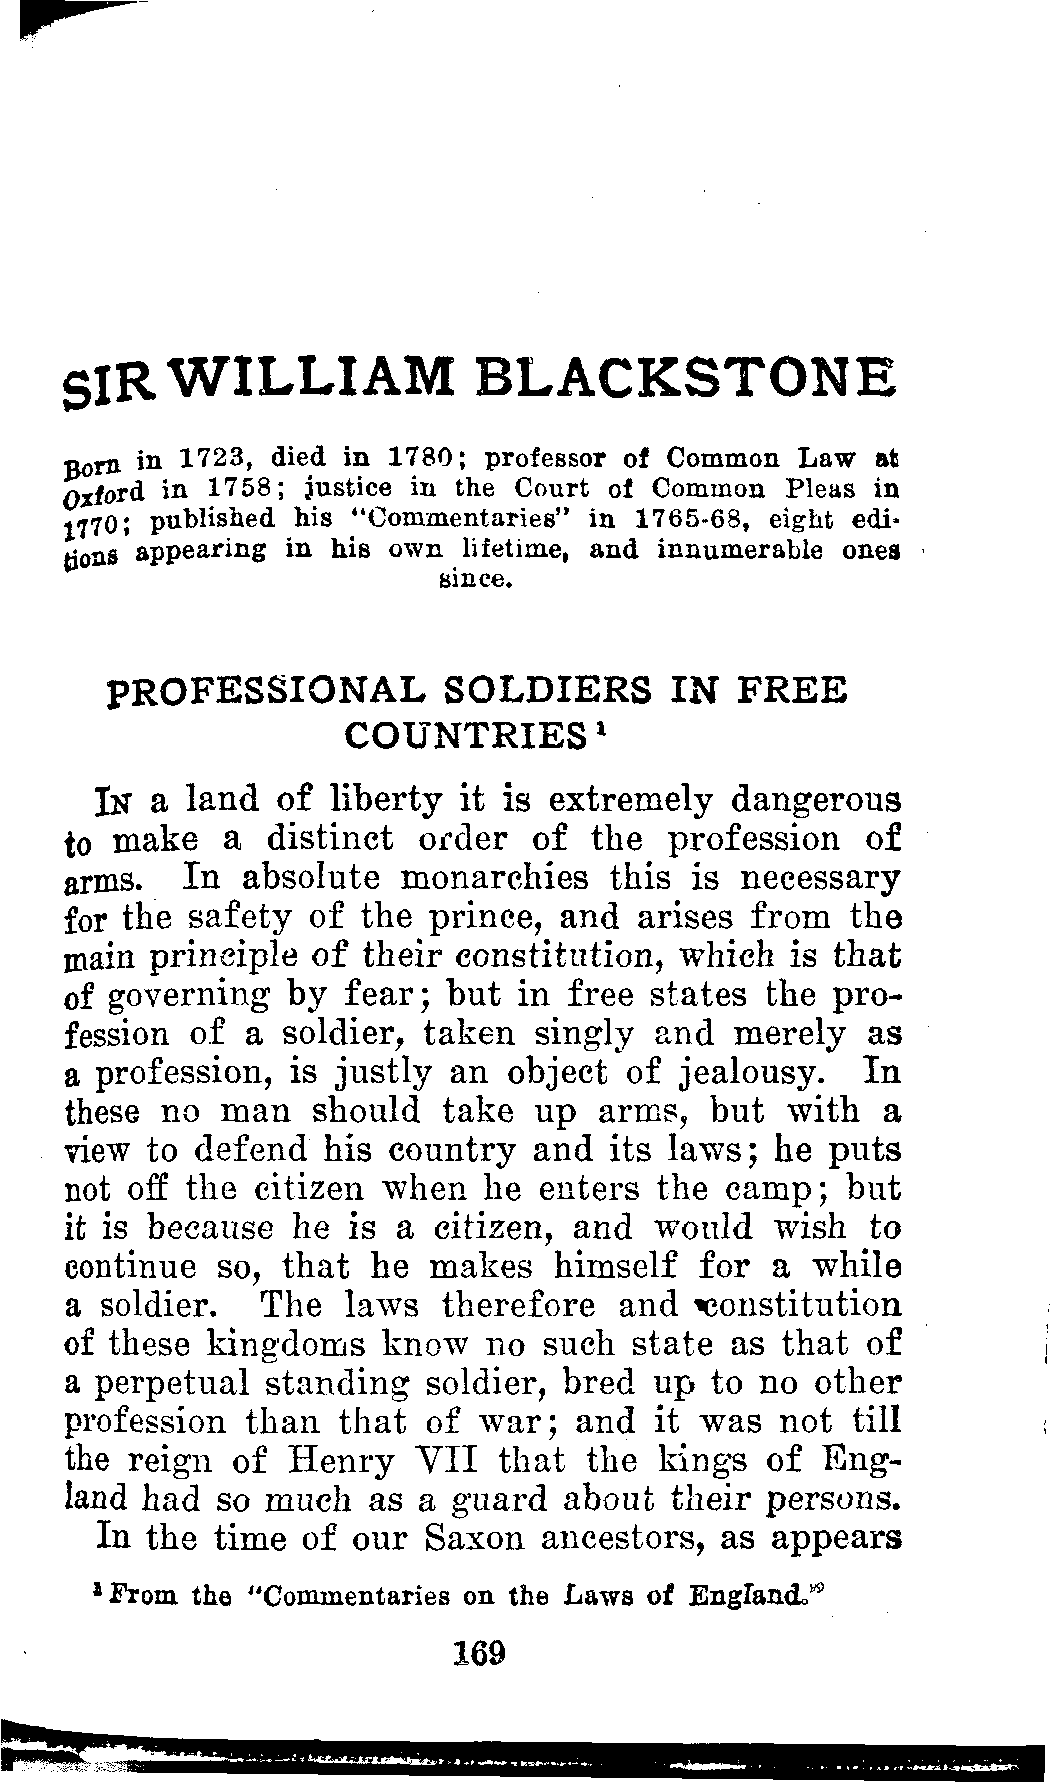 SIR WILLIAM BLACKSTONE
Born in 1723, died in 1780; professor of Common Law at
Oxford in 1758; justice in the Court of Common Pleas in
1770; published his "Commentaries" in 1765-68, eight edi-
tions appearing in his own lifetime, and innumerable ones
since.
PROFESSIONAL SOLDIERS IN FREE
COUNTRIES ¹
IN a land of liberty it is extremely dangerous
to make a distinct order of the profession of
arms. In absolute monarchies this is necessary
for the safety of the prince, and arises from the
main principle of their constitution, which is that
of governing by fear; but in free states the pro-
fession of a soldier, taken singly and merely as
a profession, is justly an object of jealousy. In
these no man should take up arms, but with a
view to defend his country and its laws; he puts
not off the citizen when he enters the camp; but
it is because he is a citizen, and would wish to
continue so, that he makes himself for a while
a soldier. The laws therefore and constitution
of these kingdoms know no such state as that of
a perpetual standing soldier, bred up to no other
profession than that of war; and it was not till
the reign of Henry VII that the kings of Eng-
land had so much as a guard about their persons.
In the time of our Saxon ancestors, as appears
¹ From the "Commentaries on the Laws of England."
169